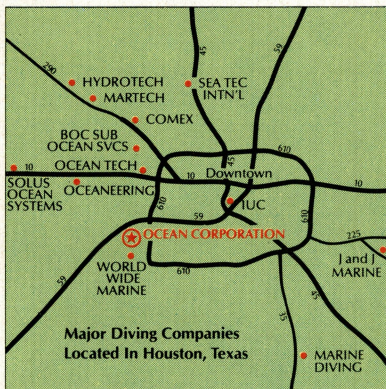 45
59
290
HYDROTECH
SEA TEC
INT'L
MARTECH
COMEX
BOC SUB
OCEAN SVCS
610
45
Downtown
OCEAN TECH
10
10
10
SOLUS
OCEAN
SYSTEMS
OCEANEERING
610
IUC
59
610
OCEAN CORPORATION
225
J and J
MARINE
WORLD
WIDE
MARINE
610
59
45
35
Major Diving Companies
Located In Houston, Texas
MARINE
DIVING